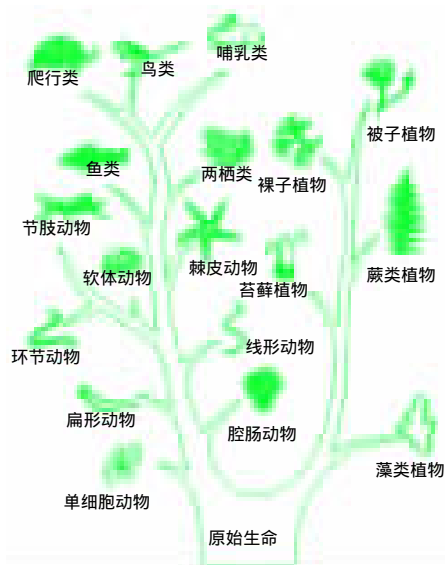 哺乳类
鸟类
爬行类
被子植物
鱼类
两栖类
裸子植物
节肢动物
棘皮动物
软体动物
苔藓植物
蕨类植物
线形动物
环节动物
扁形动物
腔肠动物
藻类植物
单细胞动物
原始生命